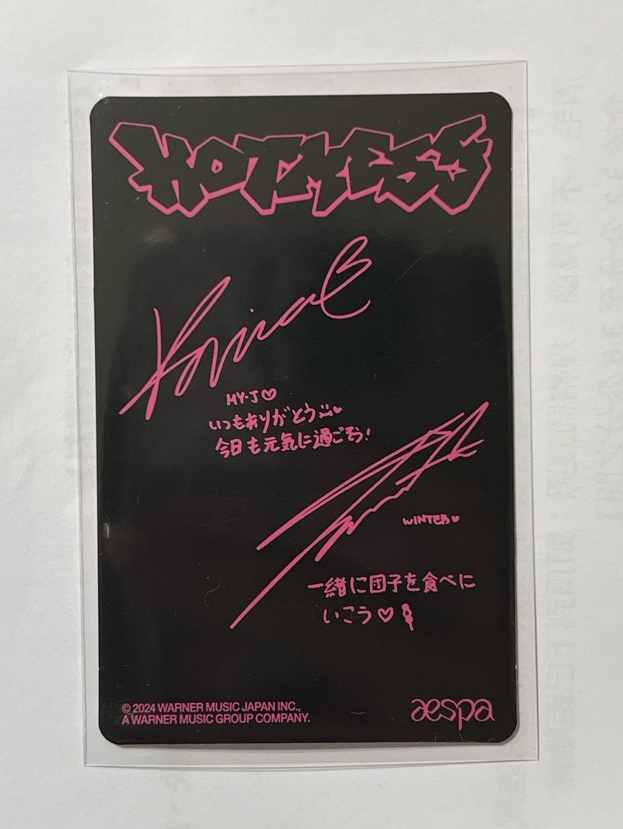 HOT MESS
Karina
MY-J♡
いつもありがとう♥
今日も元気に過ごそう!
WINTER♥
一緒に団子を食べに
いこう♡🍡
© 2024 WARNER MUSIC JAPAN INC.,
A WARNER MUSIC GROUP COMPANY.
aespa